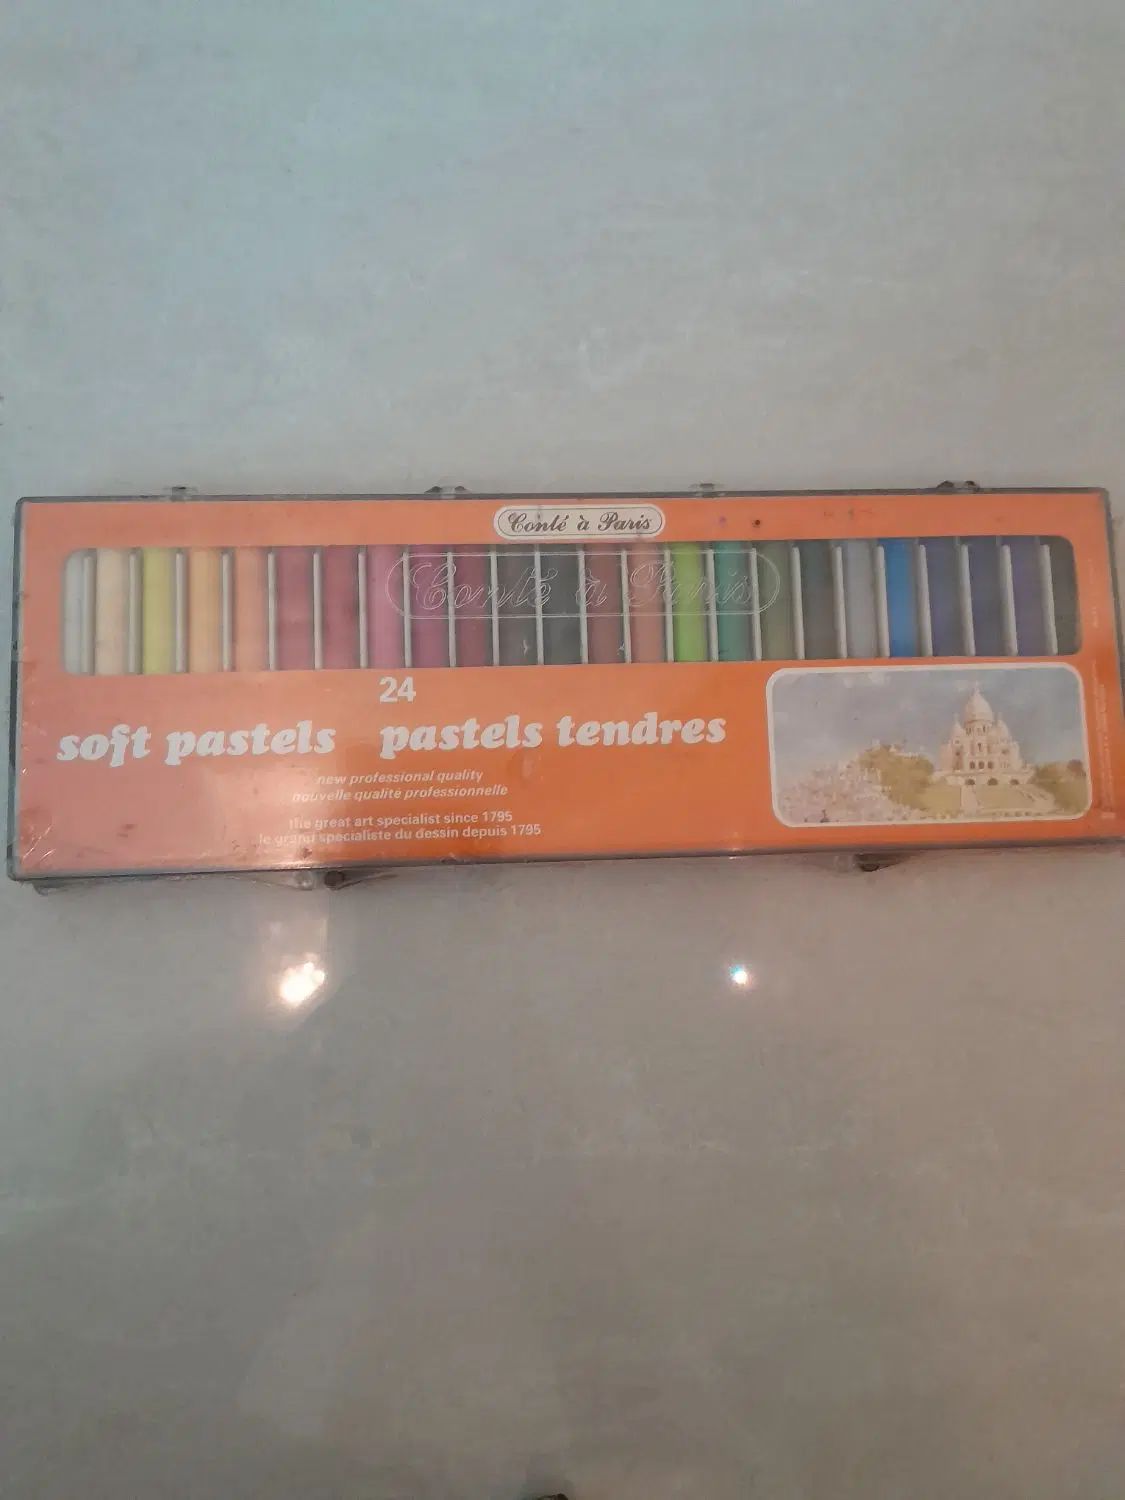 Conté à Paris
Conté à Paris
24
soft pastels pastels tendres
new professional quality
nouvelle qualité professionnelle
the great art specialist since 1795
le grand specialiste du dessin depuis 1795